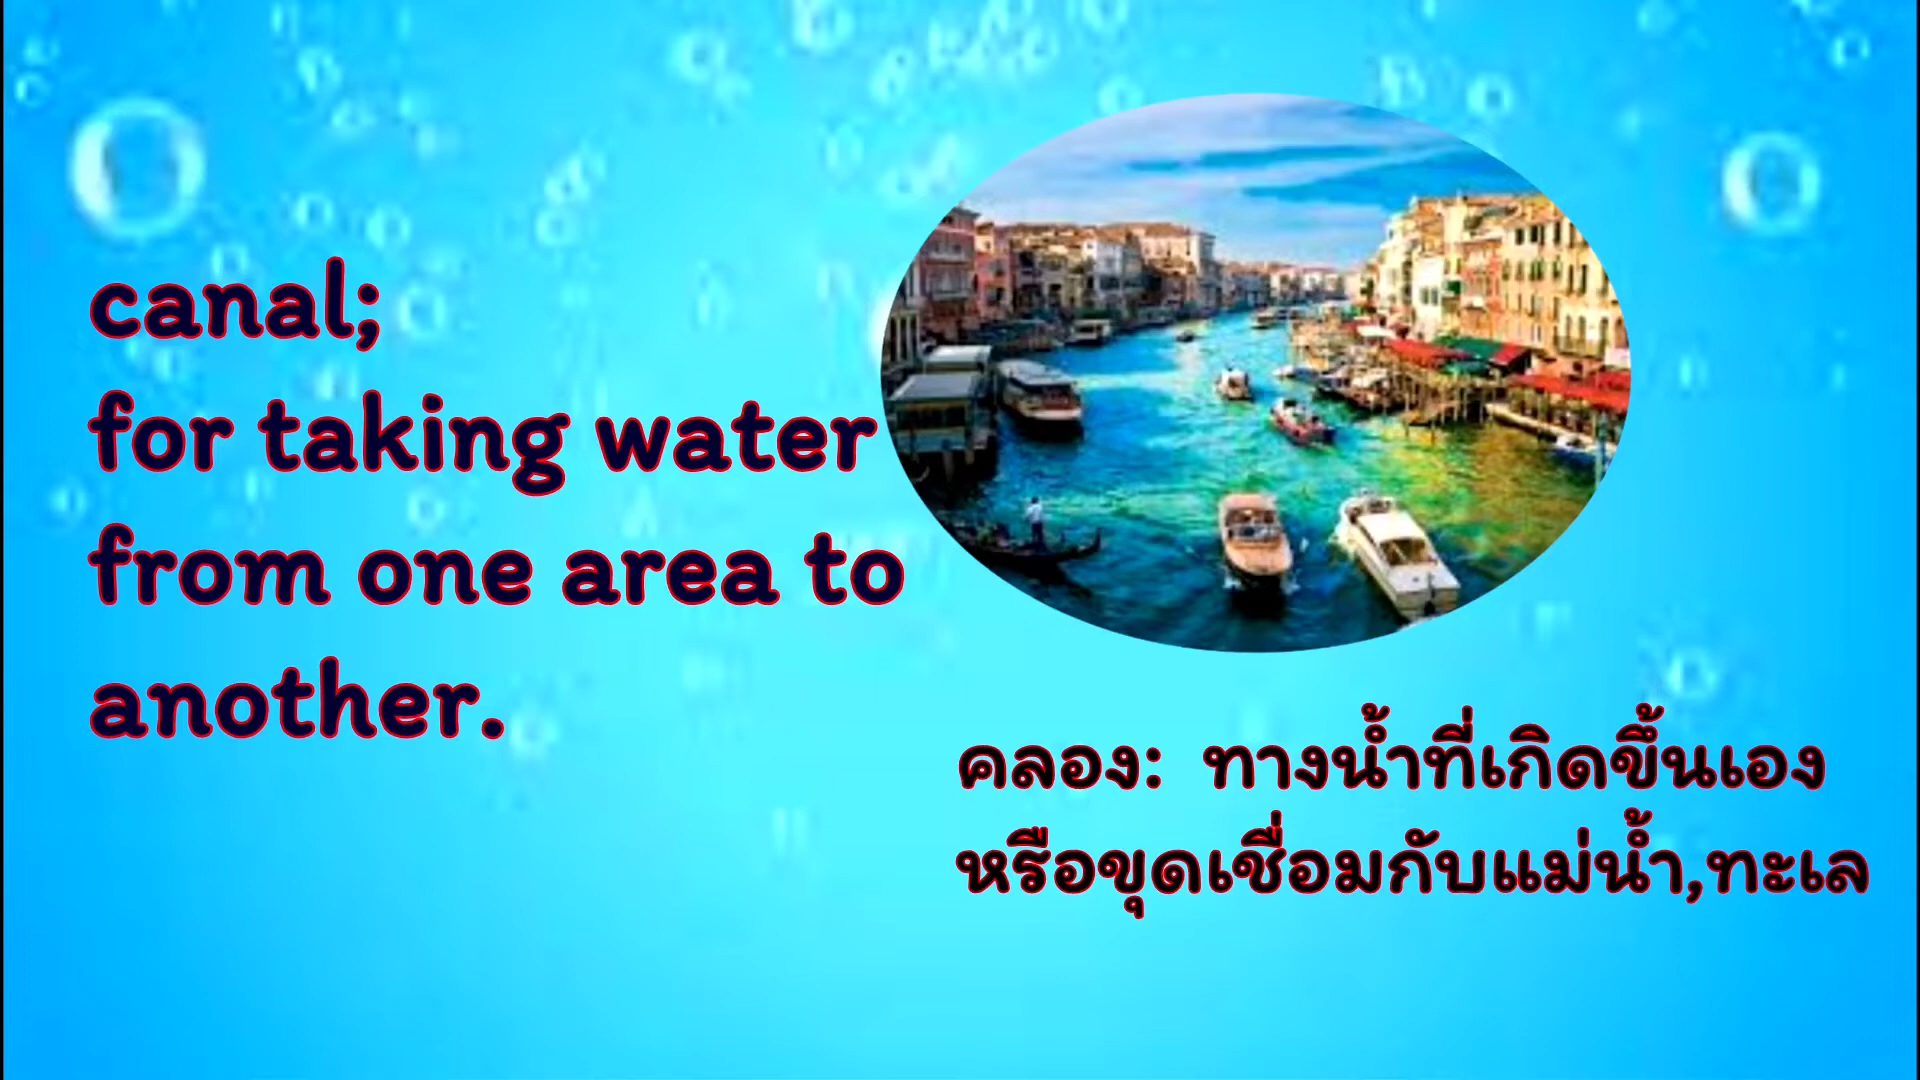 canal;
for taking water
from one area to
another.
คลอง: ทางน้ำที่เกิดขึ้นเอง
หรือขุดเชื่อมกับแม่น้ำ,ทะเล